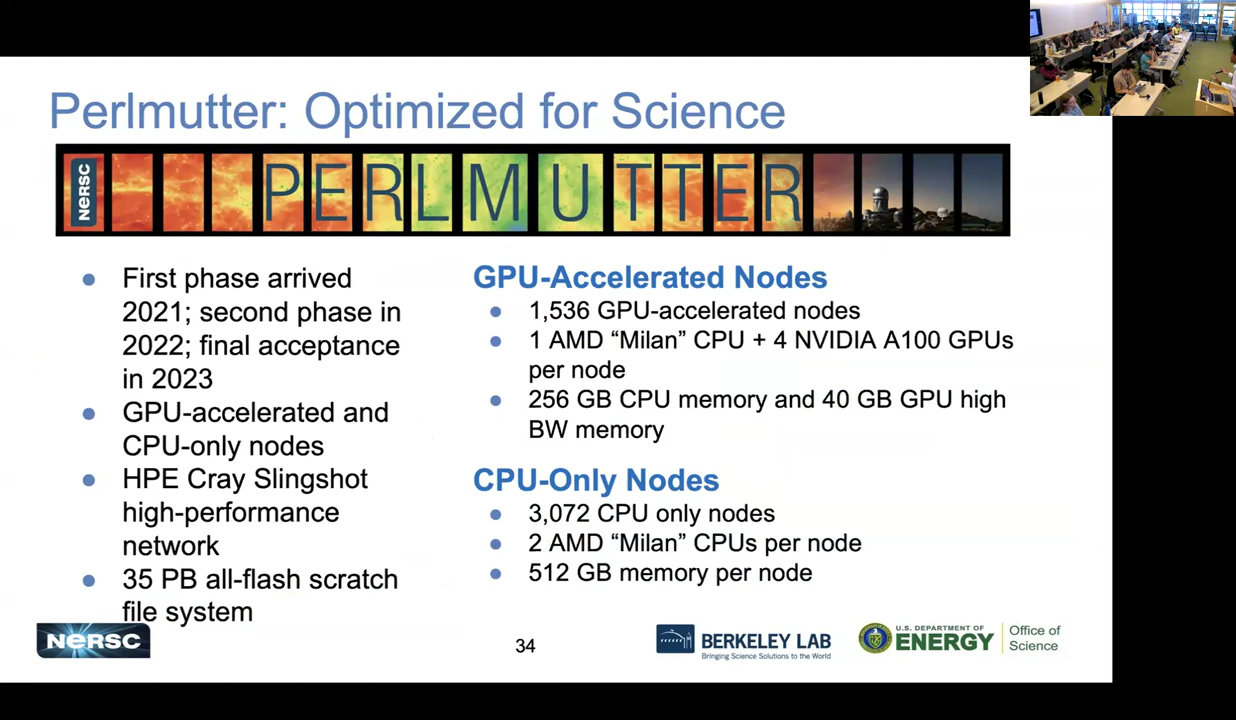 Perlmutter: Optimized for Science
NERSC
PERLMUTTER
● First phase arrived
2021; second phase in
2022; final acceptance
in 2023
● GPU-accelerated and
CPU-only nodes
● HPE Cray Slingshot
high-performance
network
● 35 PB all-flash scratch
file system
GPU-Accelerated Nodes
● 1,536 GPU-accelerated nodes
● 1 AMD “Milan” CPU + 4 NVIDIA A100 GPUs
per node
● 256 GB CPU memory and 40 GB GPU high
BW memory
CPU-Only Nodes
● 3,072 CPU only nodes
● 2 AMD “Milan” CPUs per node
● 512 GB memory per node
NERSC
34
BERKELEY LAB
Bringing Science Solutions to the World
U.S. DEPARTMENT OF
ENERGY
Office of
Science